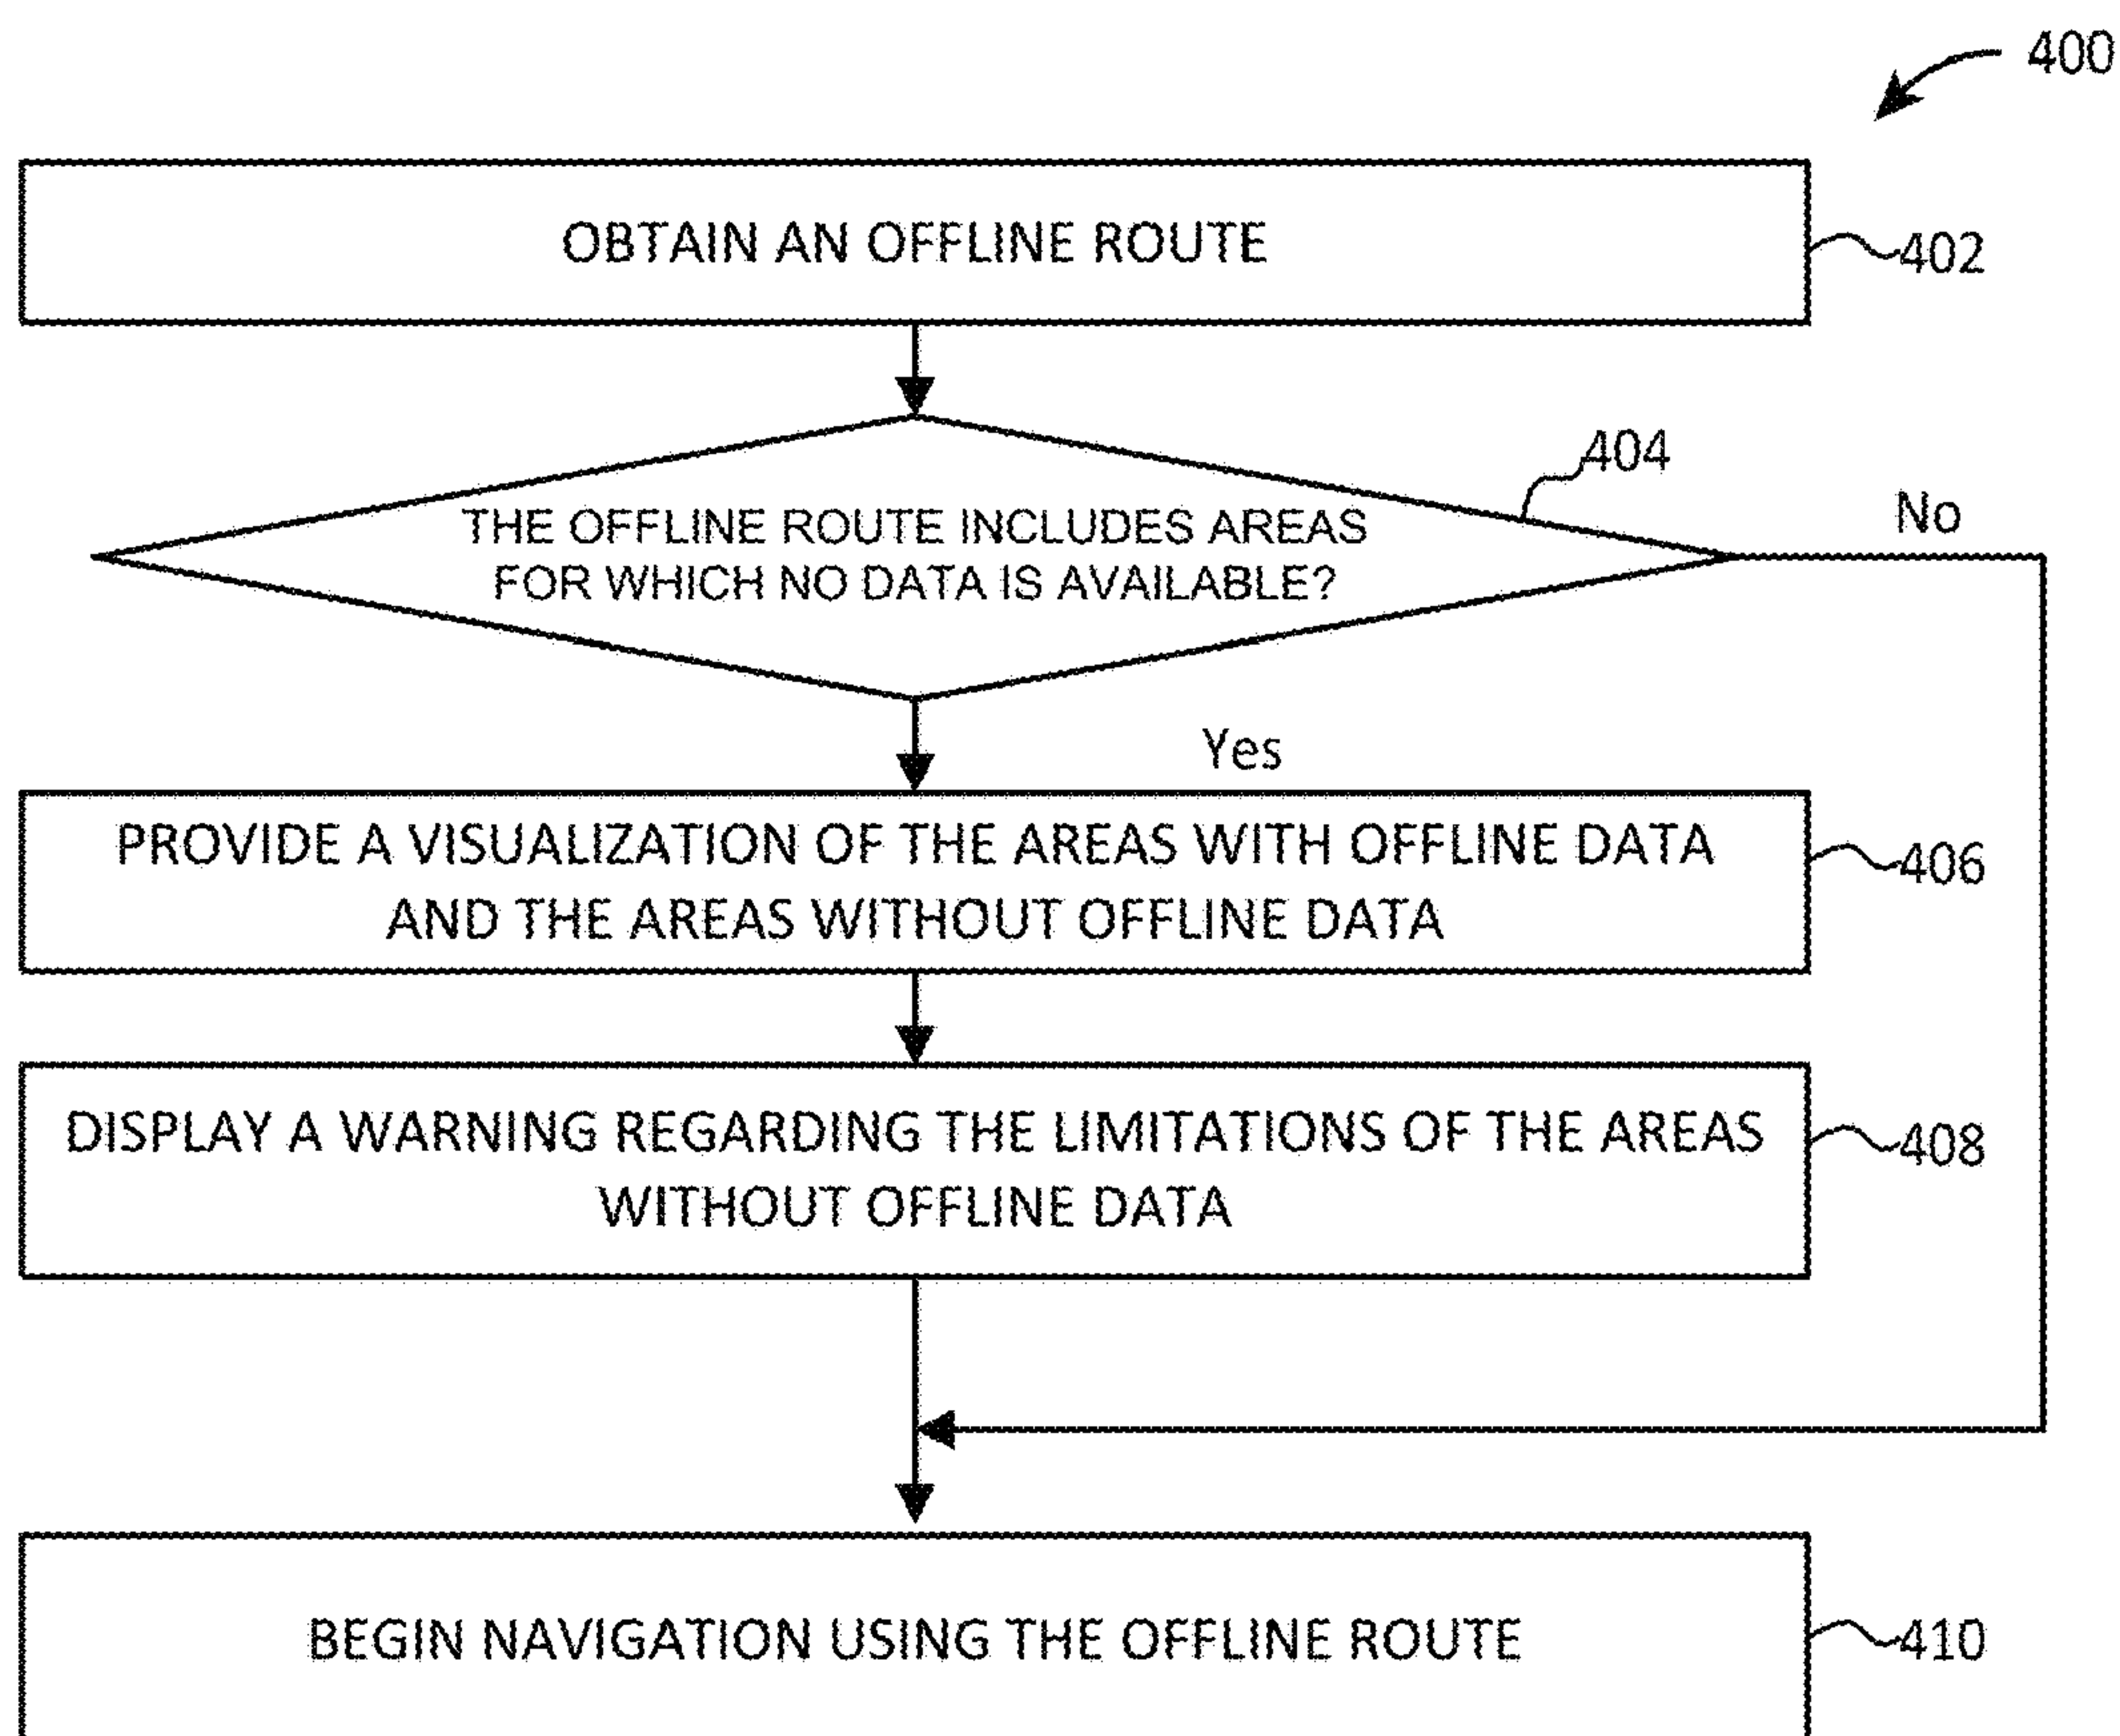 400
OBTAIN AN OFFLINE ROUTE
402
404
THE OFFLINE ROUTE INCLUDES AREAS
FOR WHICH NO DATA IS AVAILABLE?
No
Yes
PROVIDE A VISUALIZATION OF THE AREAS WITH OFFLINE DATA
AND THE AREAS WITHOUT OFFLINE DATA
406
DISPLAY A WARNING REGARDING THE LIMITATIONS OF THE AREAS
WITHOUT OFFLINE DATA
408
BEGIN NAVIGATION USING THE OFFLINE ROUTE
410